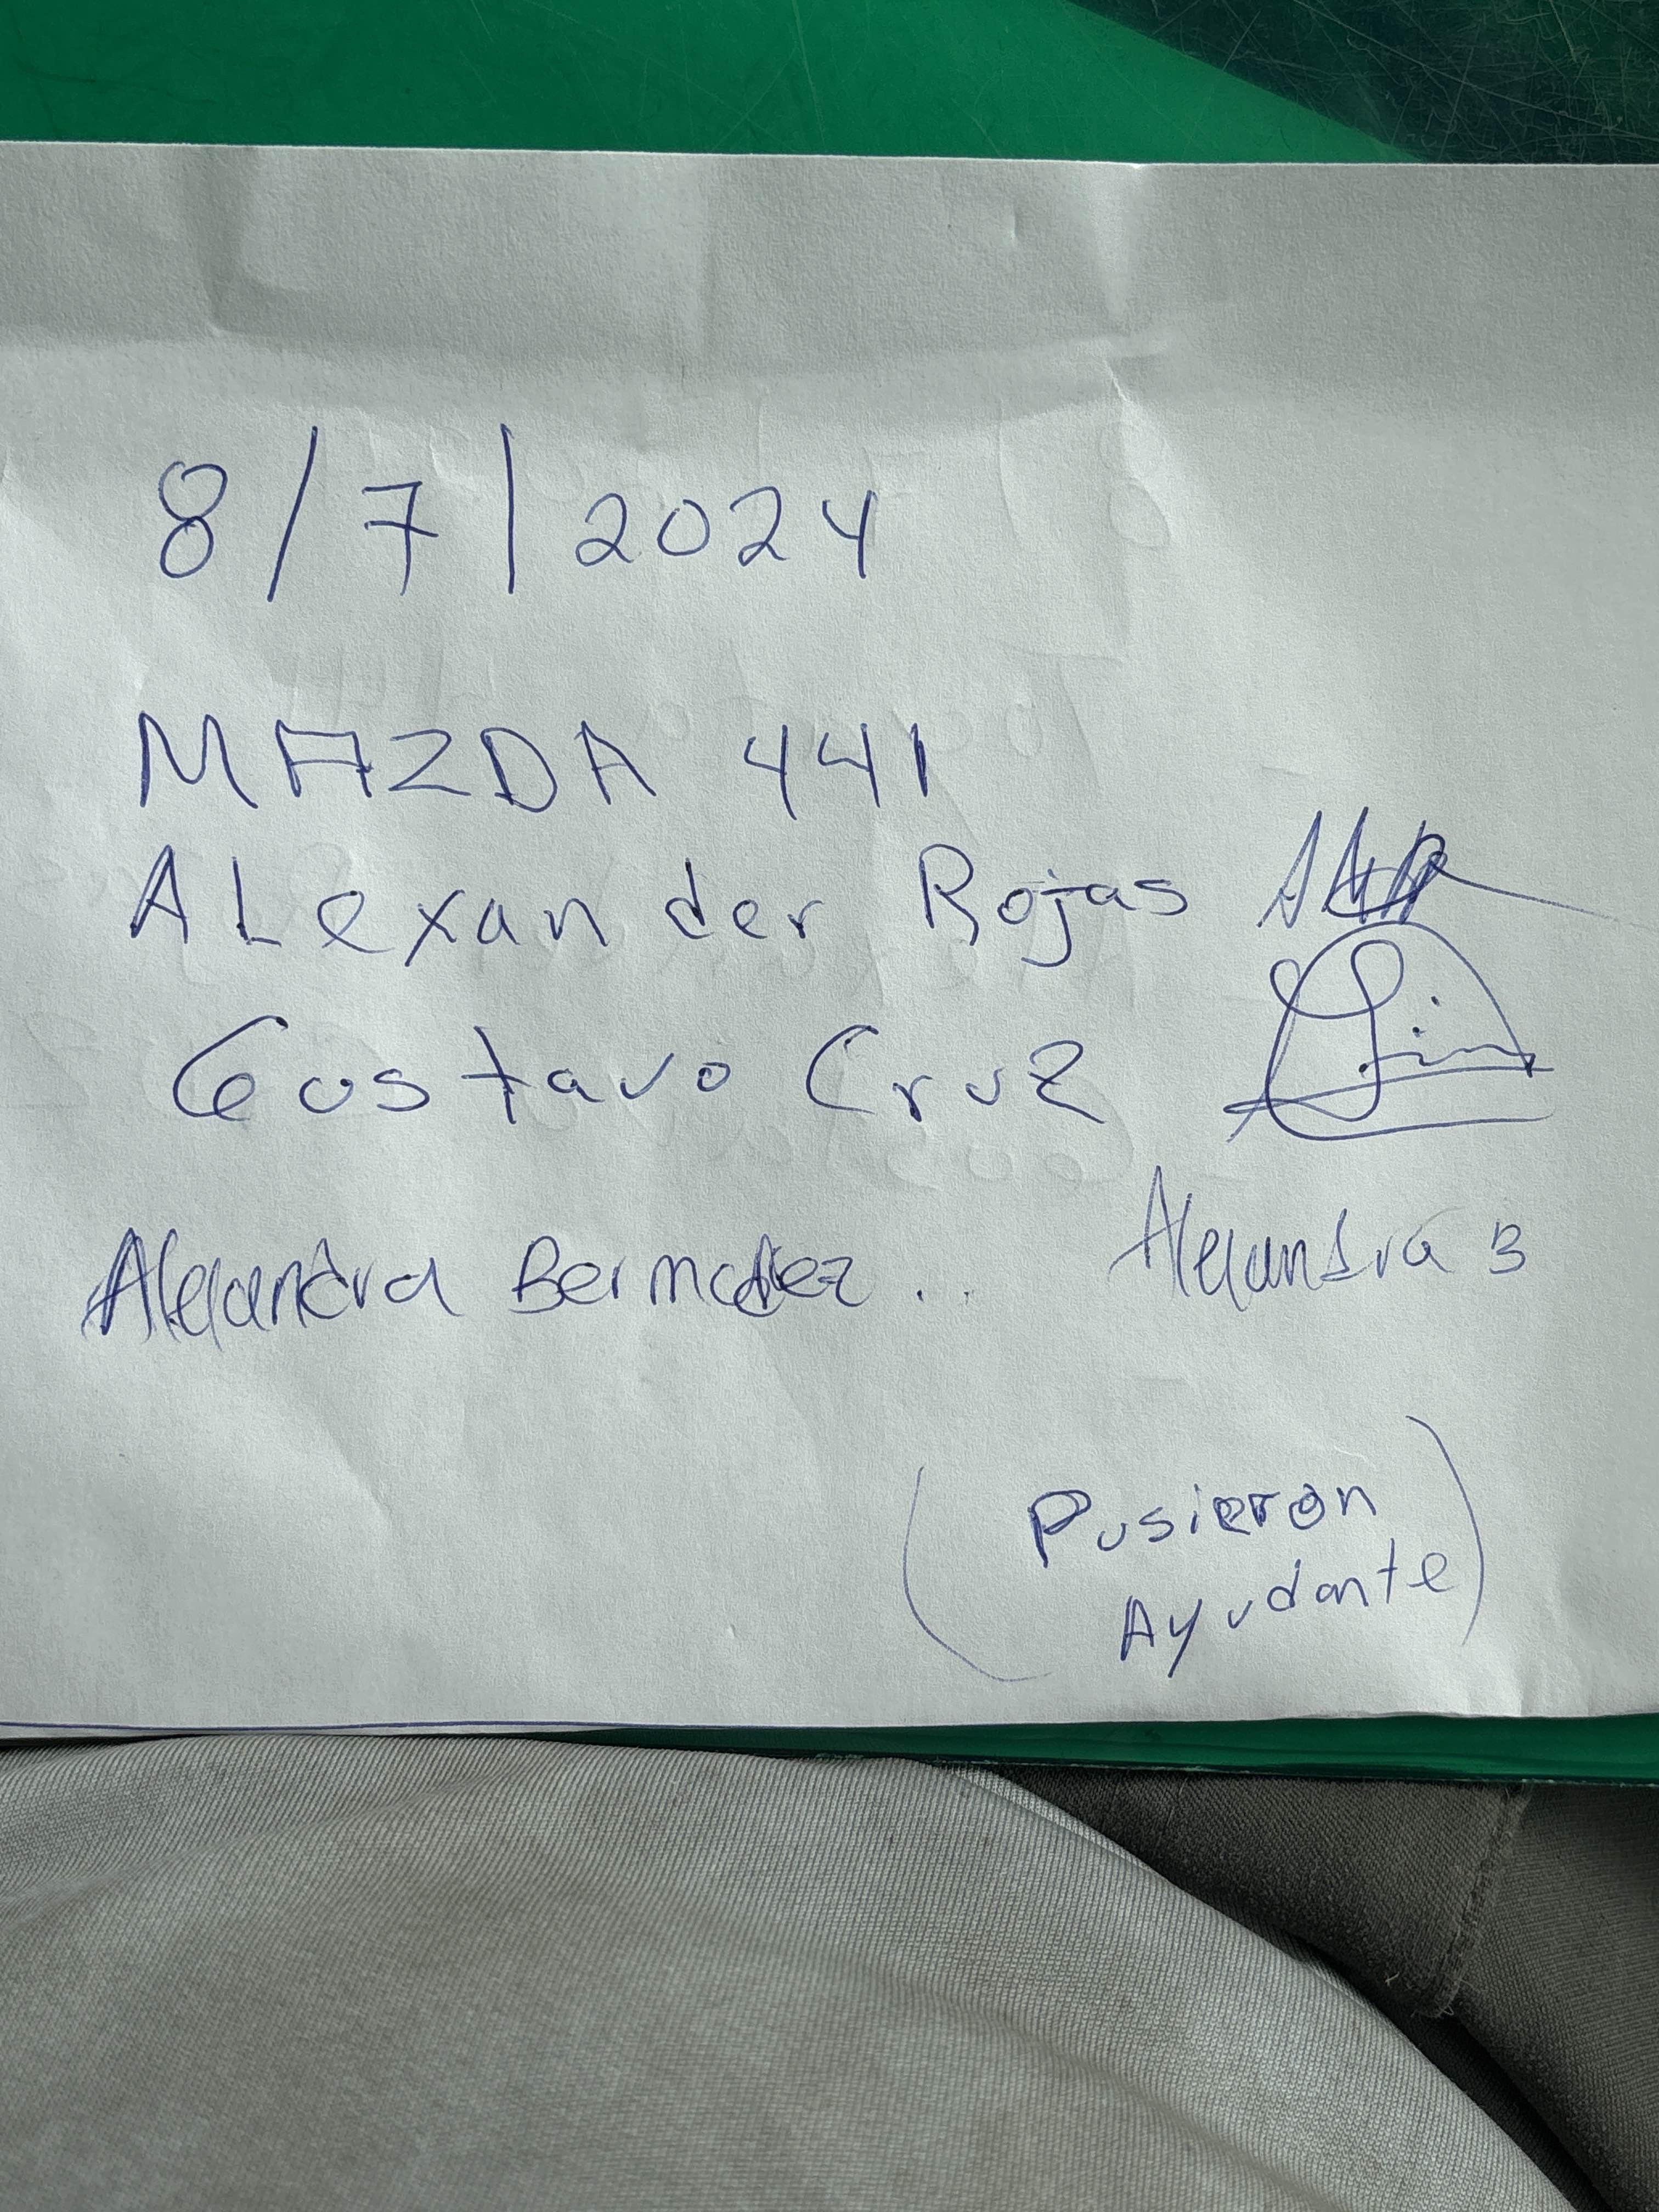 8/7/2024
MAZDA 441
ALexander Rojas
Gustavo Cruz
Alejandra Bermudez . . Alejandra B
(Pusieron
Ayudante)